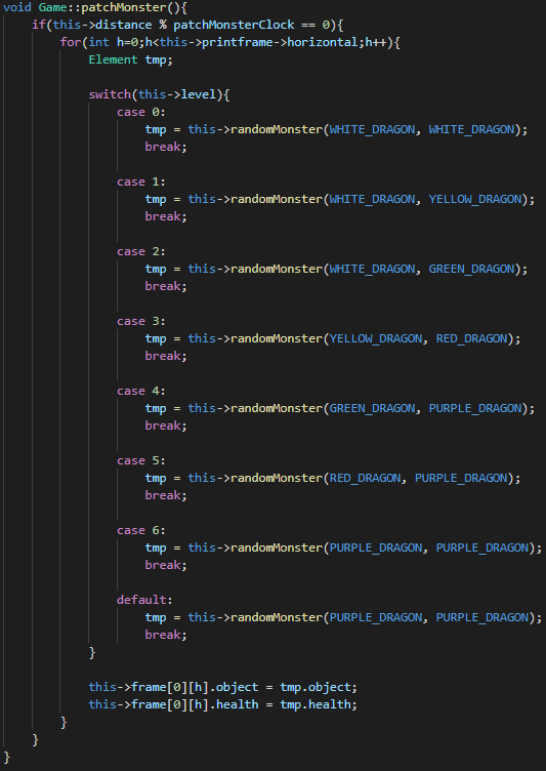 void Game::patchMonster(){
    if(this->distance % patchMonsterClock == 0){
        for(int h=0;h<this->printframe->horizontal;h++){
            Element tmp;

            switch(this->level){
                case 0:
                    tmp = this->randomMonster(WHITE_DRAGON, WHITE_DRAGON);
                    break;

                case 1:
                    tmp = this->randomMonster(WHITE_DRAGON, YELLOW_DRAGON);
                    break;

                case 2:
                    tmp = this->randomMonster(WHITE_DRAGON, GREEN_DRAGON);
                    break;

                case 3:
                    tmp = this->randomMonster(YELLOW_DRAGON, RED_DRAGON);
                    break;

                case 4:
                    tmp = this->randomMonster(GREEN_DRAGON, PURPLE_DRAGON);
                    break;

                case 5:
                    tmp = this->randomMonster(RED_DRAGON, PURPLE_DRAGON);
                    break;

                case 6:
                    tmp = this->randomMonster(PURPLE_DRAGON, PURPLE_DRAGON);
                    break;

                default:
                    tmp = this->randomMonster(PURPLE_DRAGON, PURPLE_DRAGON);
                    break;
            }

            this->frame[0][h].object = tmp.object;
            this->frame[0][h].health = tmp.health;
        }
    }
}